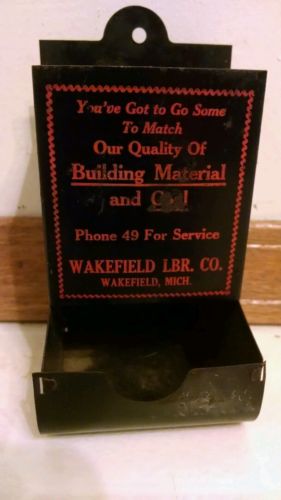 You've Got to Go Some
To Match
Our Quality Of
Building Material
and Coal
Phone 49 For Service
WAKEFIELD LBR. CO.
WAKEFIELD, MICH.